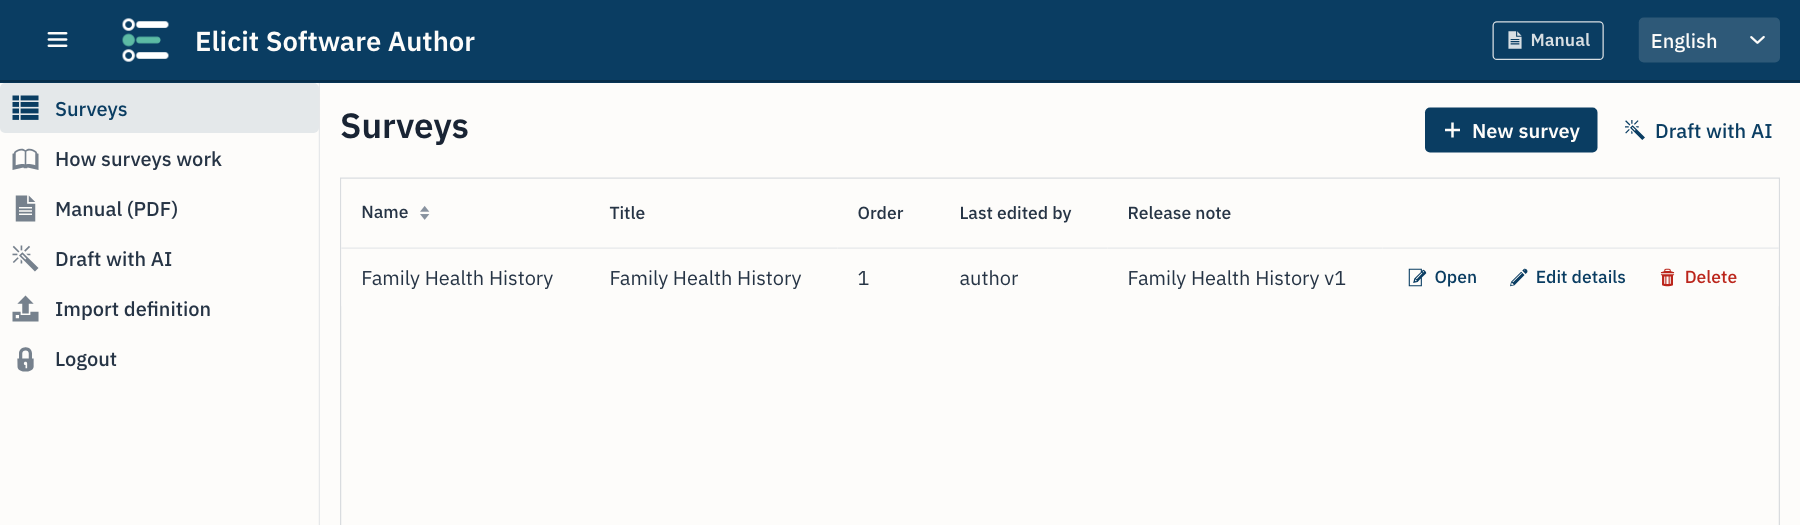 Elicit Software Author
Manual
English
Surveys
How surveys work
Manual (PDF)
Draft with AI
Import definition
Logout
Surveys
New survey
Draft with AI
Name Title Order Last edited by Release note
Family Health History Family Health History 1 author Family Health History v1 Open Edit details Delete